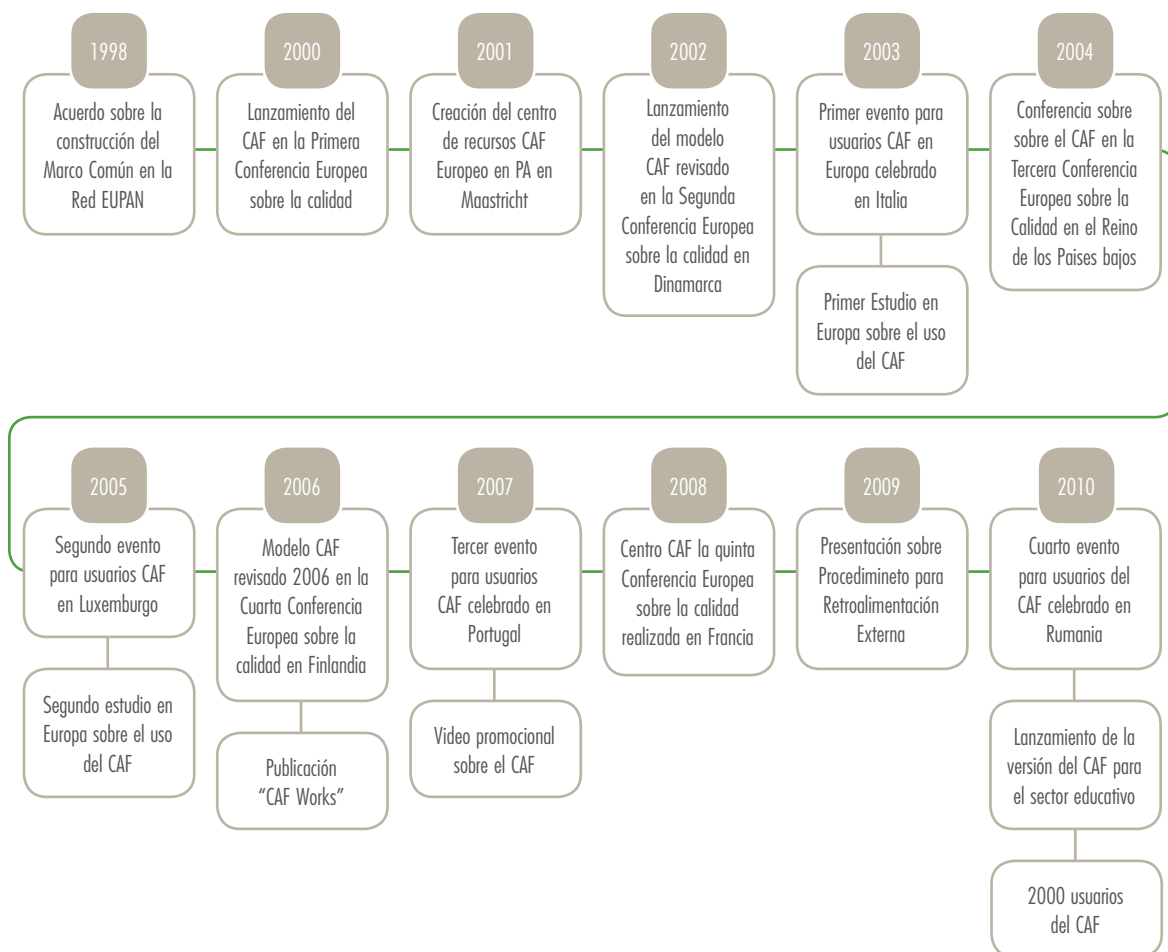 1998
Acuerdo sobre la
construcción del
Marco Común en la
Red EUPAN
2000
Lanzamiento del
CAF en la Primera
Conferencia Europea
sobre la calidad
2001
Creación del centro
de recursos CAF
Europeo en PA en
Maastricht
2002
Lanzamiento
del modelo
CAF revisado
en la Segunda
Conferencia Europea
sobre la calidad en
Dinamarca
2003
Primer evento para
usuarios CAF en
Europa celebrado
en Italia
Primer Estudio en
Europa sobre el uso
del CAF
2004
Conferencia sobre
sobre el CAF en la
Tercera Conferencia
Europea sobre la
Calidad en el Reino
de los Paises bajos
2005
Segundo evento
para usuarios CAF
en Luxemburgo
Segundo estudio en
Europa sobre el uso
del CAF
2006
Modelo CAF
revisado 2006 en la
Cuarta Conferencia
Europea sobre la
calidad en Finlandia
Publicación
“CAF Works”
2007
Tercer evento
para usuarios
CAF celebrado en
Portugal
Video promocional
sobre el CAF
2008
Centro CAF la quinta
Conferencia Europea
sobre la calidad
realizada en Francia
2009
Presentación sobre
Procedimineto para
Retroalimentación
Externa
2010
Cuarto evento
para usuarios del
CAF celebrado en
Rumania
Lanzamiento de la
versión del CAF para
el sector educativo
2000 usuarios
del CAF